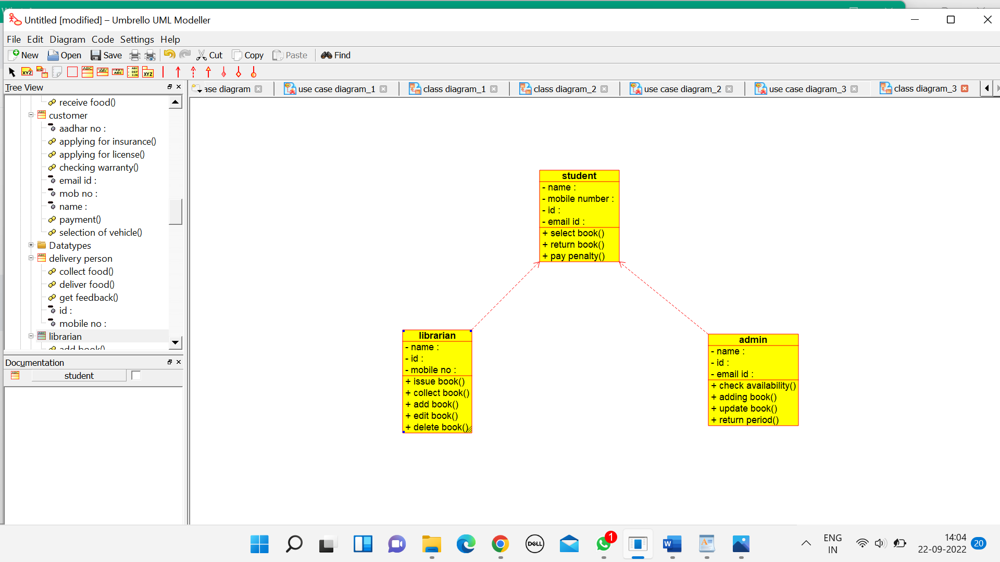 Untitled [modified] – Umbrello UML Modeller
File Edit Diagram Code Settings Help
New Open Save Cut Copy Paste Find
Tree View
ase diagram
use case diagram_1
class diagram_1
class diagram_2
use case diagram_2
use case diagram_3
class diagram_3
receive food()
customer
aadhar no :
applying for insurance()
applying for license()
checking warranty()
email id :
mob no :
name :
payment()
selection of vehicle()
Datatypes
delivery person
collect food()
deliver food()
get feedback()
id :
mobile no :
librarian
add book()
Documentation
student
student
- name :
- mobile number :
- id :
- email id :
+ select book()
+ return book()
+ pay penalty()
librarian
- name :
- id :
- mobile no :
+ issue book()
+ collect book()
+ add book()
+ edit book()
+ delete book()
admin
- name :
- id :
- email id :
+ check availability()
+ adding book()
+ update book()
+ return period()
DELL
1
ENG
IN
14:04
22-09-2022
20